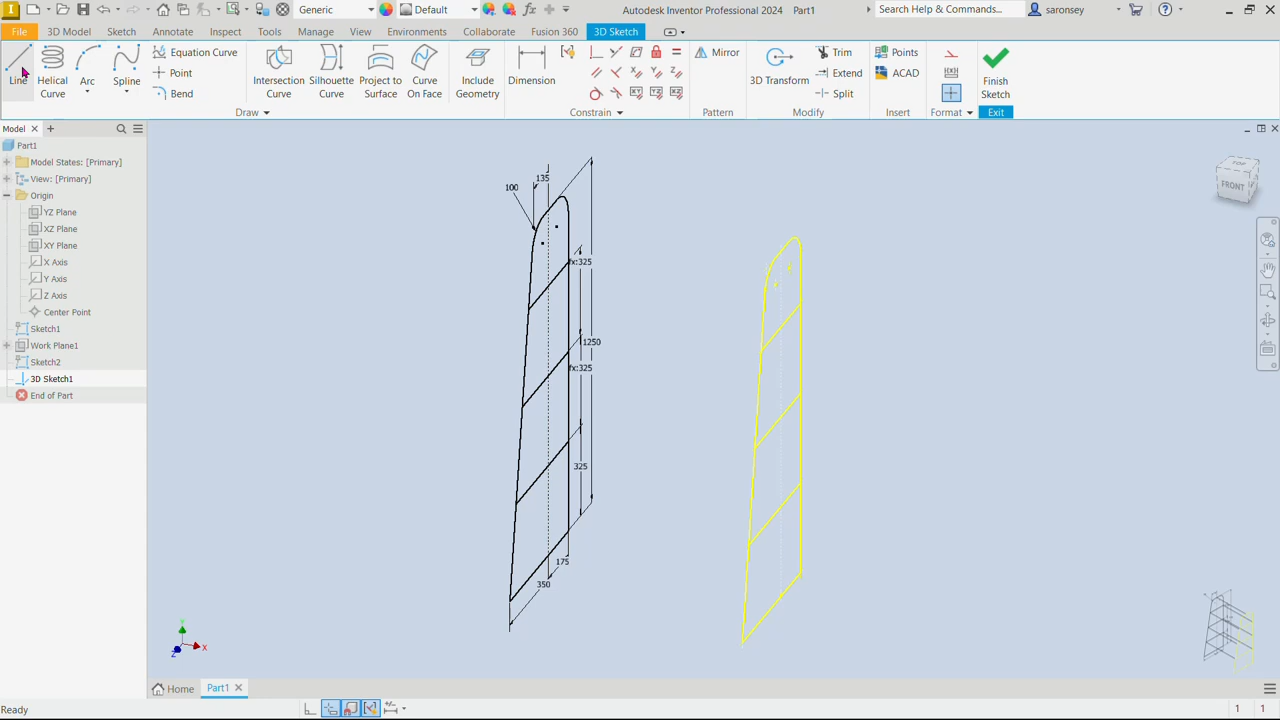 Generic
Default
Autodesk Inventor Professional 2024 Part1
Search Help & Commands...
saronsey
File
3D Model
Sketch
Annotate
Inspect
Tools
Manage
View
Environments
Collaborate
Fusion 360
3D Sketch
Line
Helical
Curve
Arc
Spline
Equation Curve
Point
Bend
Intersection
Curve
Silhouette
Curve
Project to
Surface
Curve
On Face
Include
Geometry
Dimension
Mirror
3D Transform
Trim
Extend
Split
Points
ACAD
Finish
Sketch
Draw
Constrain
Pattern
Modify
Insert
Format
Exit
Model
Part1
Model States: [Primary]
View: [Primary]
Origin
YZ Plane
XZ Plane
XY Plane
X Axis
Y Axis
Z Axis
Center Point
Sketch1
Work Plane1
Sketch2
3D Sketch1
End of Part
135
100
fx:325
1250
fx:325
325
175
350
TOP
FRONT
Y
X
Z
Home
Part1
Ready
1
1